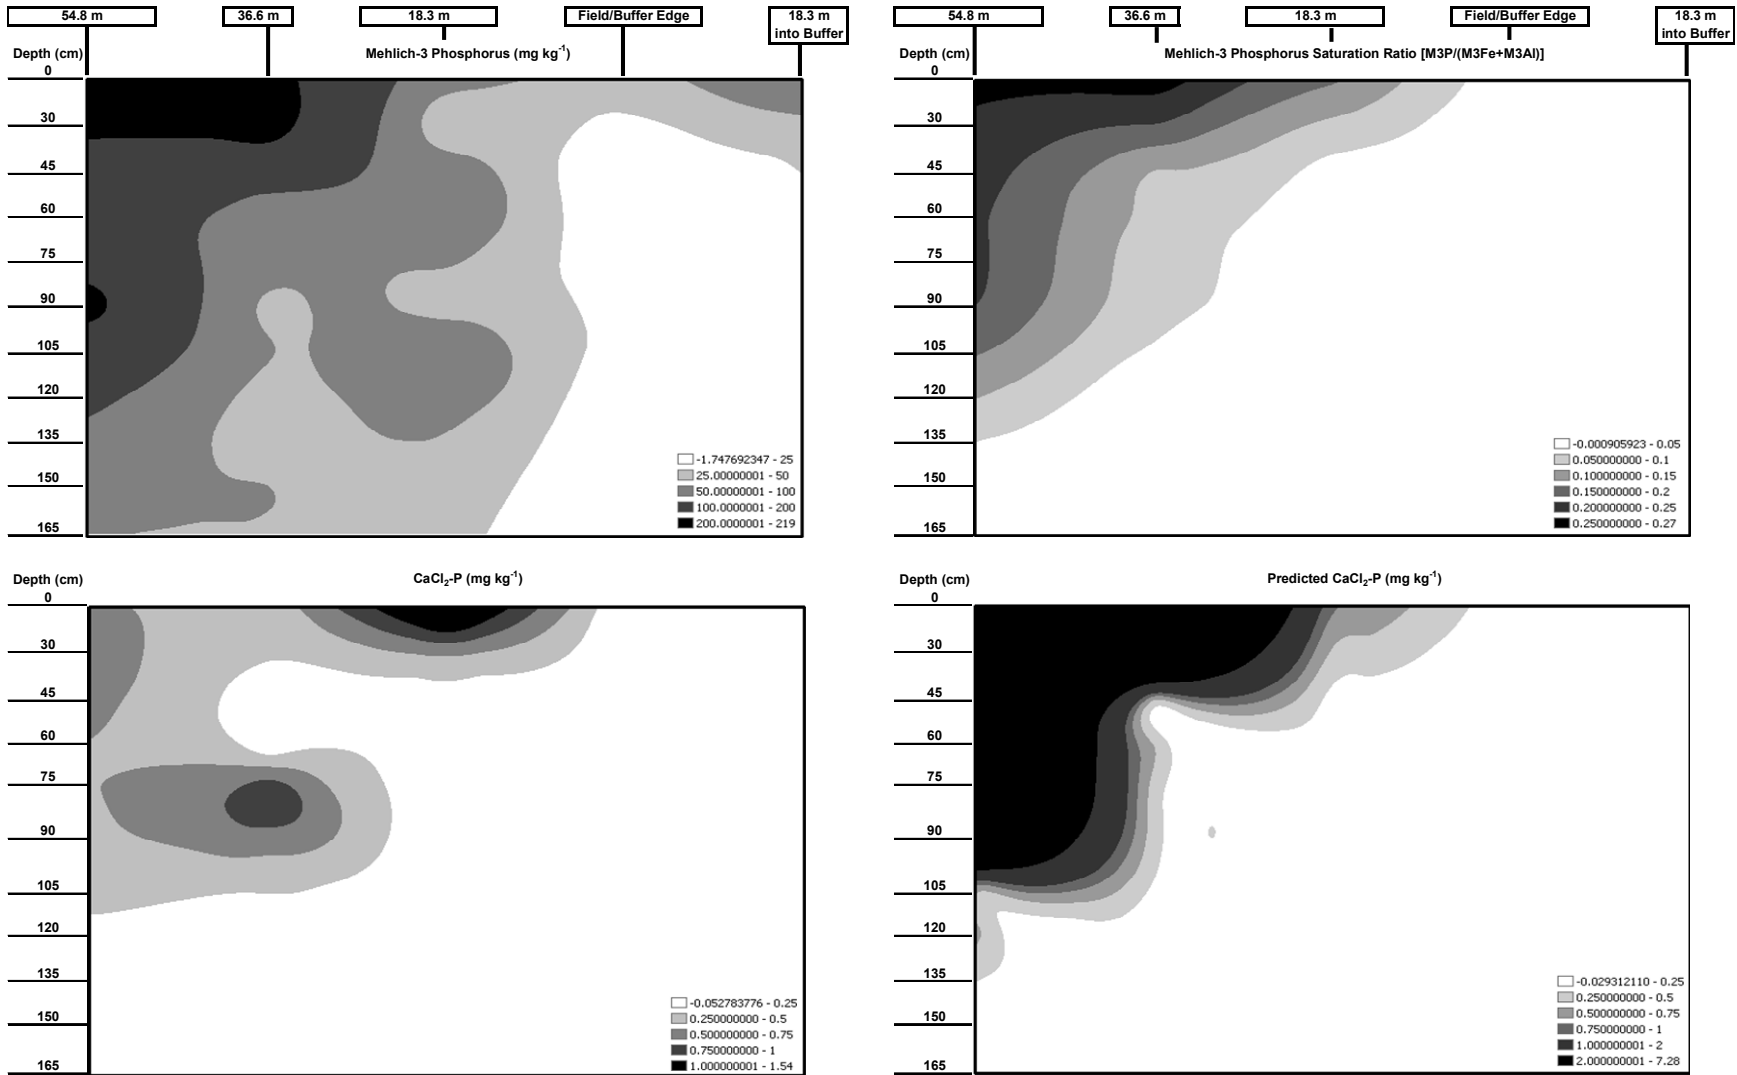 54.8 m
36.6 m
18.3 m
Field/Buffer Edge
18.3 m
into Buffer
Depth (cm)
Mehlich-3 Phosphorus (mg kg-1)
0
30
45
60
75
90
105
120
135
150
165
-1.747692347 - 25
25.00000001 - 50
50.00000001 - 100
100.0000001 - 200
200.0000001 - 219
54.8 m
36.6 m
18.3 m
Field/Buffer Edge
18.3 m
into Buffer
Depth (cm)
Mehlich-3 Phosphorus Saturation Ratio [M3P/(M3Fe+M3Al)]
0
30
45
60
75
90
105
120
135
150
165
-0.000905923 - 0.05
0.050000000 - 0.1
0.100000000 - 0.15
0.150000000 - 0.2
0.200000000 - 0.25
0.250000000 - 0.27
Depth (cm)
CaCl2-P (mg kg-1)
0
30
45
60
75
90
105
120
135
150
165
-0.052783776 - 0.25
0.250000000 - 0.5
0.500000000 - 0.75
0.750000000 - 1
1.000000001 - 1.54
Depth (cm)
Predicted CaCl2-P (mg kg-1)
0
30
45
60
75
90
105
120
135
150
165
-0.029312110 - 0.25
0.250000000 - 0.5
0.500000000 - 0.75
0.750000000 - 1
1.000000001 - 2
2.000000001 - 7.28